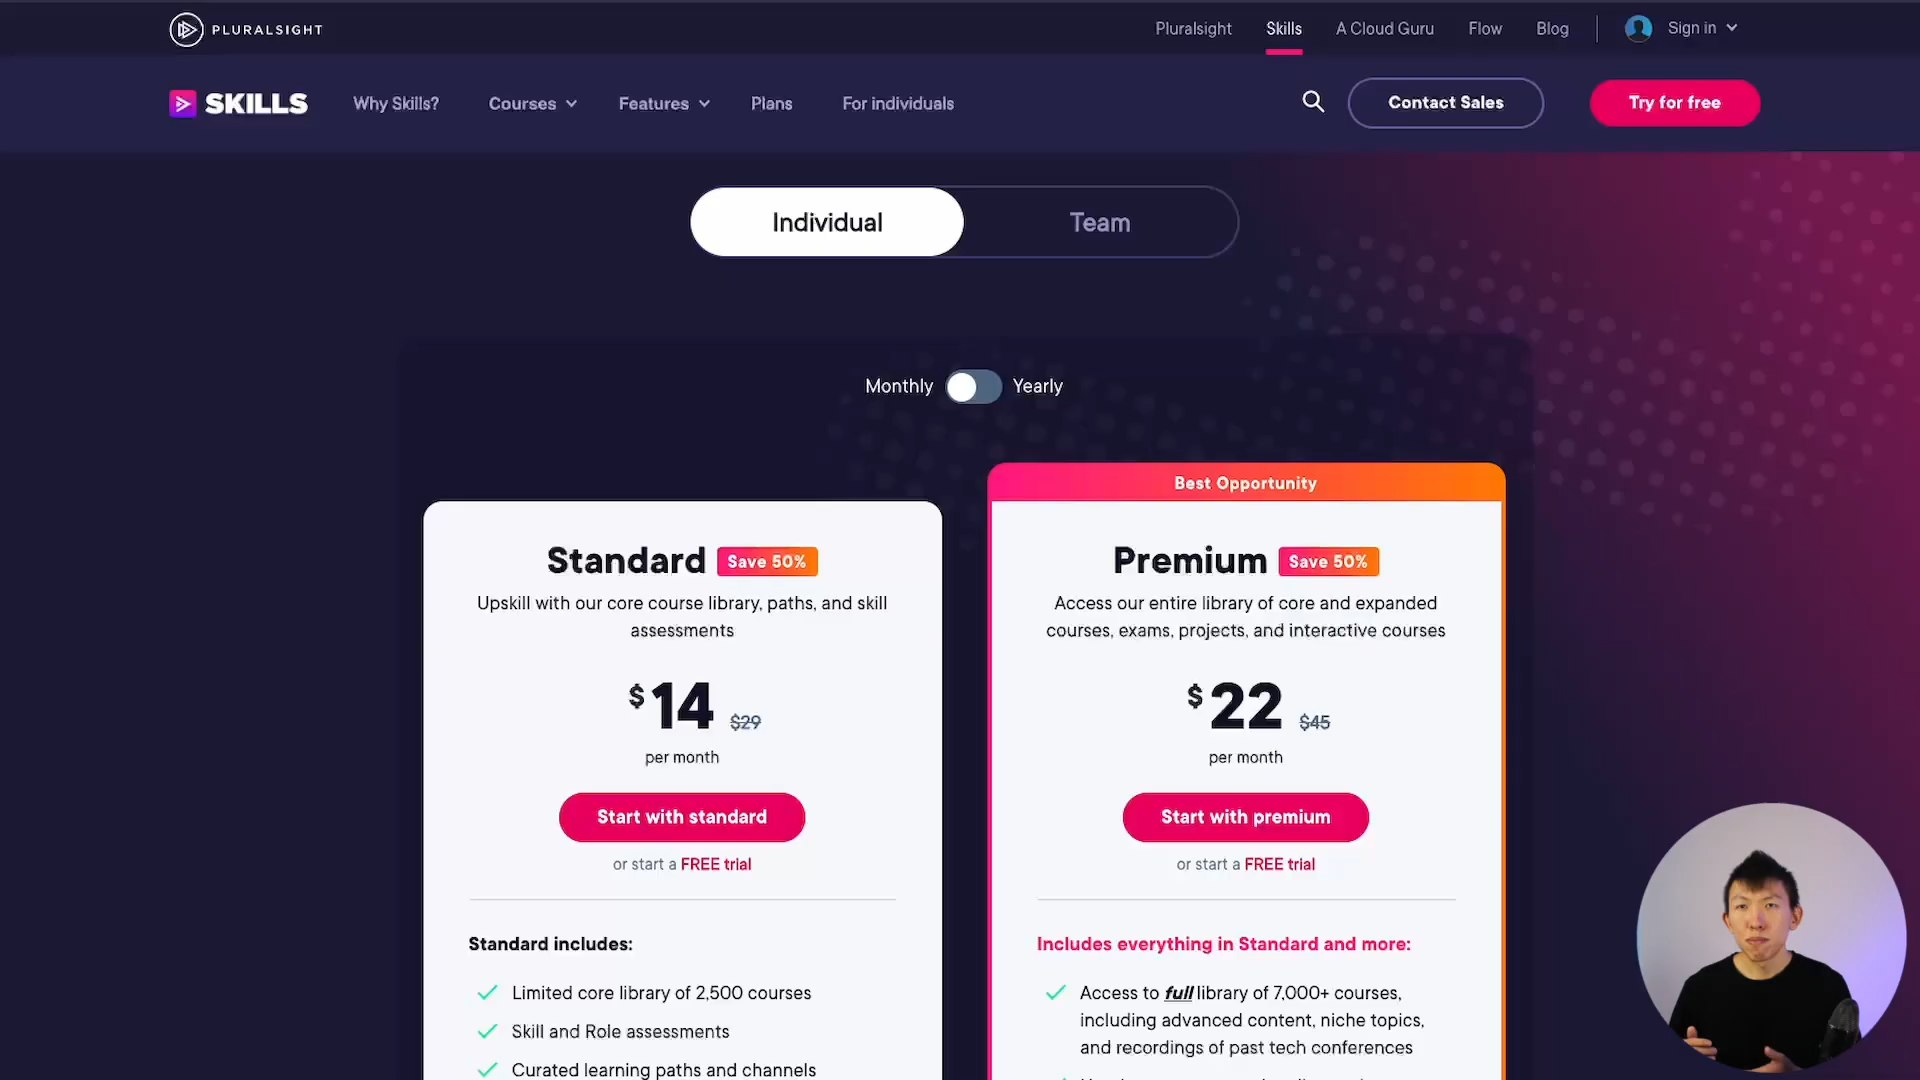 PLURALSIGHT
Pluralsight
Skills
A Cloud Guru
Flow
Blog
Sign in
SKILLS
Why Skills?
Courses
Features
Plans
For individuals
Contact Sales
Try for free
Individual
Team
Monthly
Yearly
Standard Save 50%
Upskill with our core course library, paths, and skill
assessments
$14 $29
per month
Start with standard
or start a FREE trial
Standard includes:
Limited core library of 2,500 courses
Skill and Role assessments
Curated learning paths and channels
Best Opportunity
Premium Save 50%
Access our entire library of core and expanded
courses, exams, projects, and interactive courses
$22 $45
per month
Start with premium
or start a FREE trial
Includes everything in Standard and more:
Access to full library of 7,000+ courses,
including advanced content, niche topics,
and recordings of past tech conferences